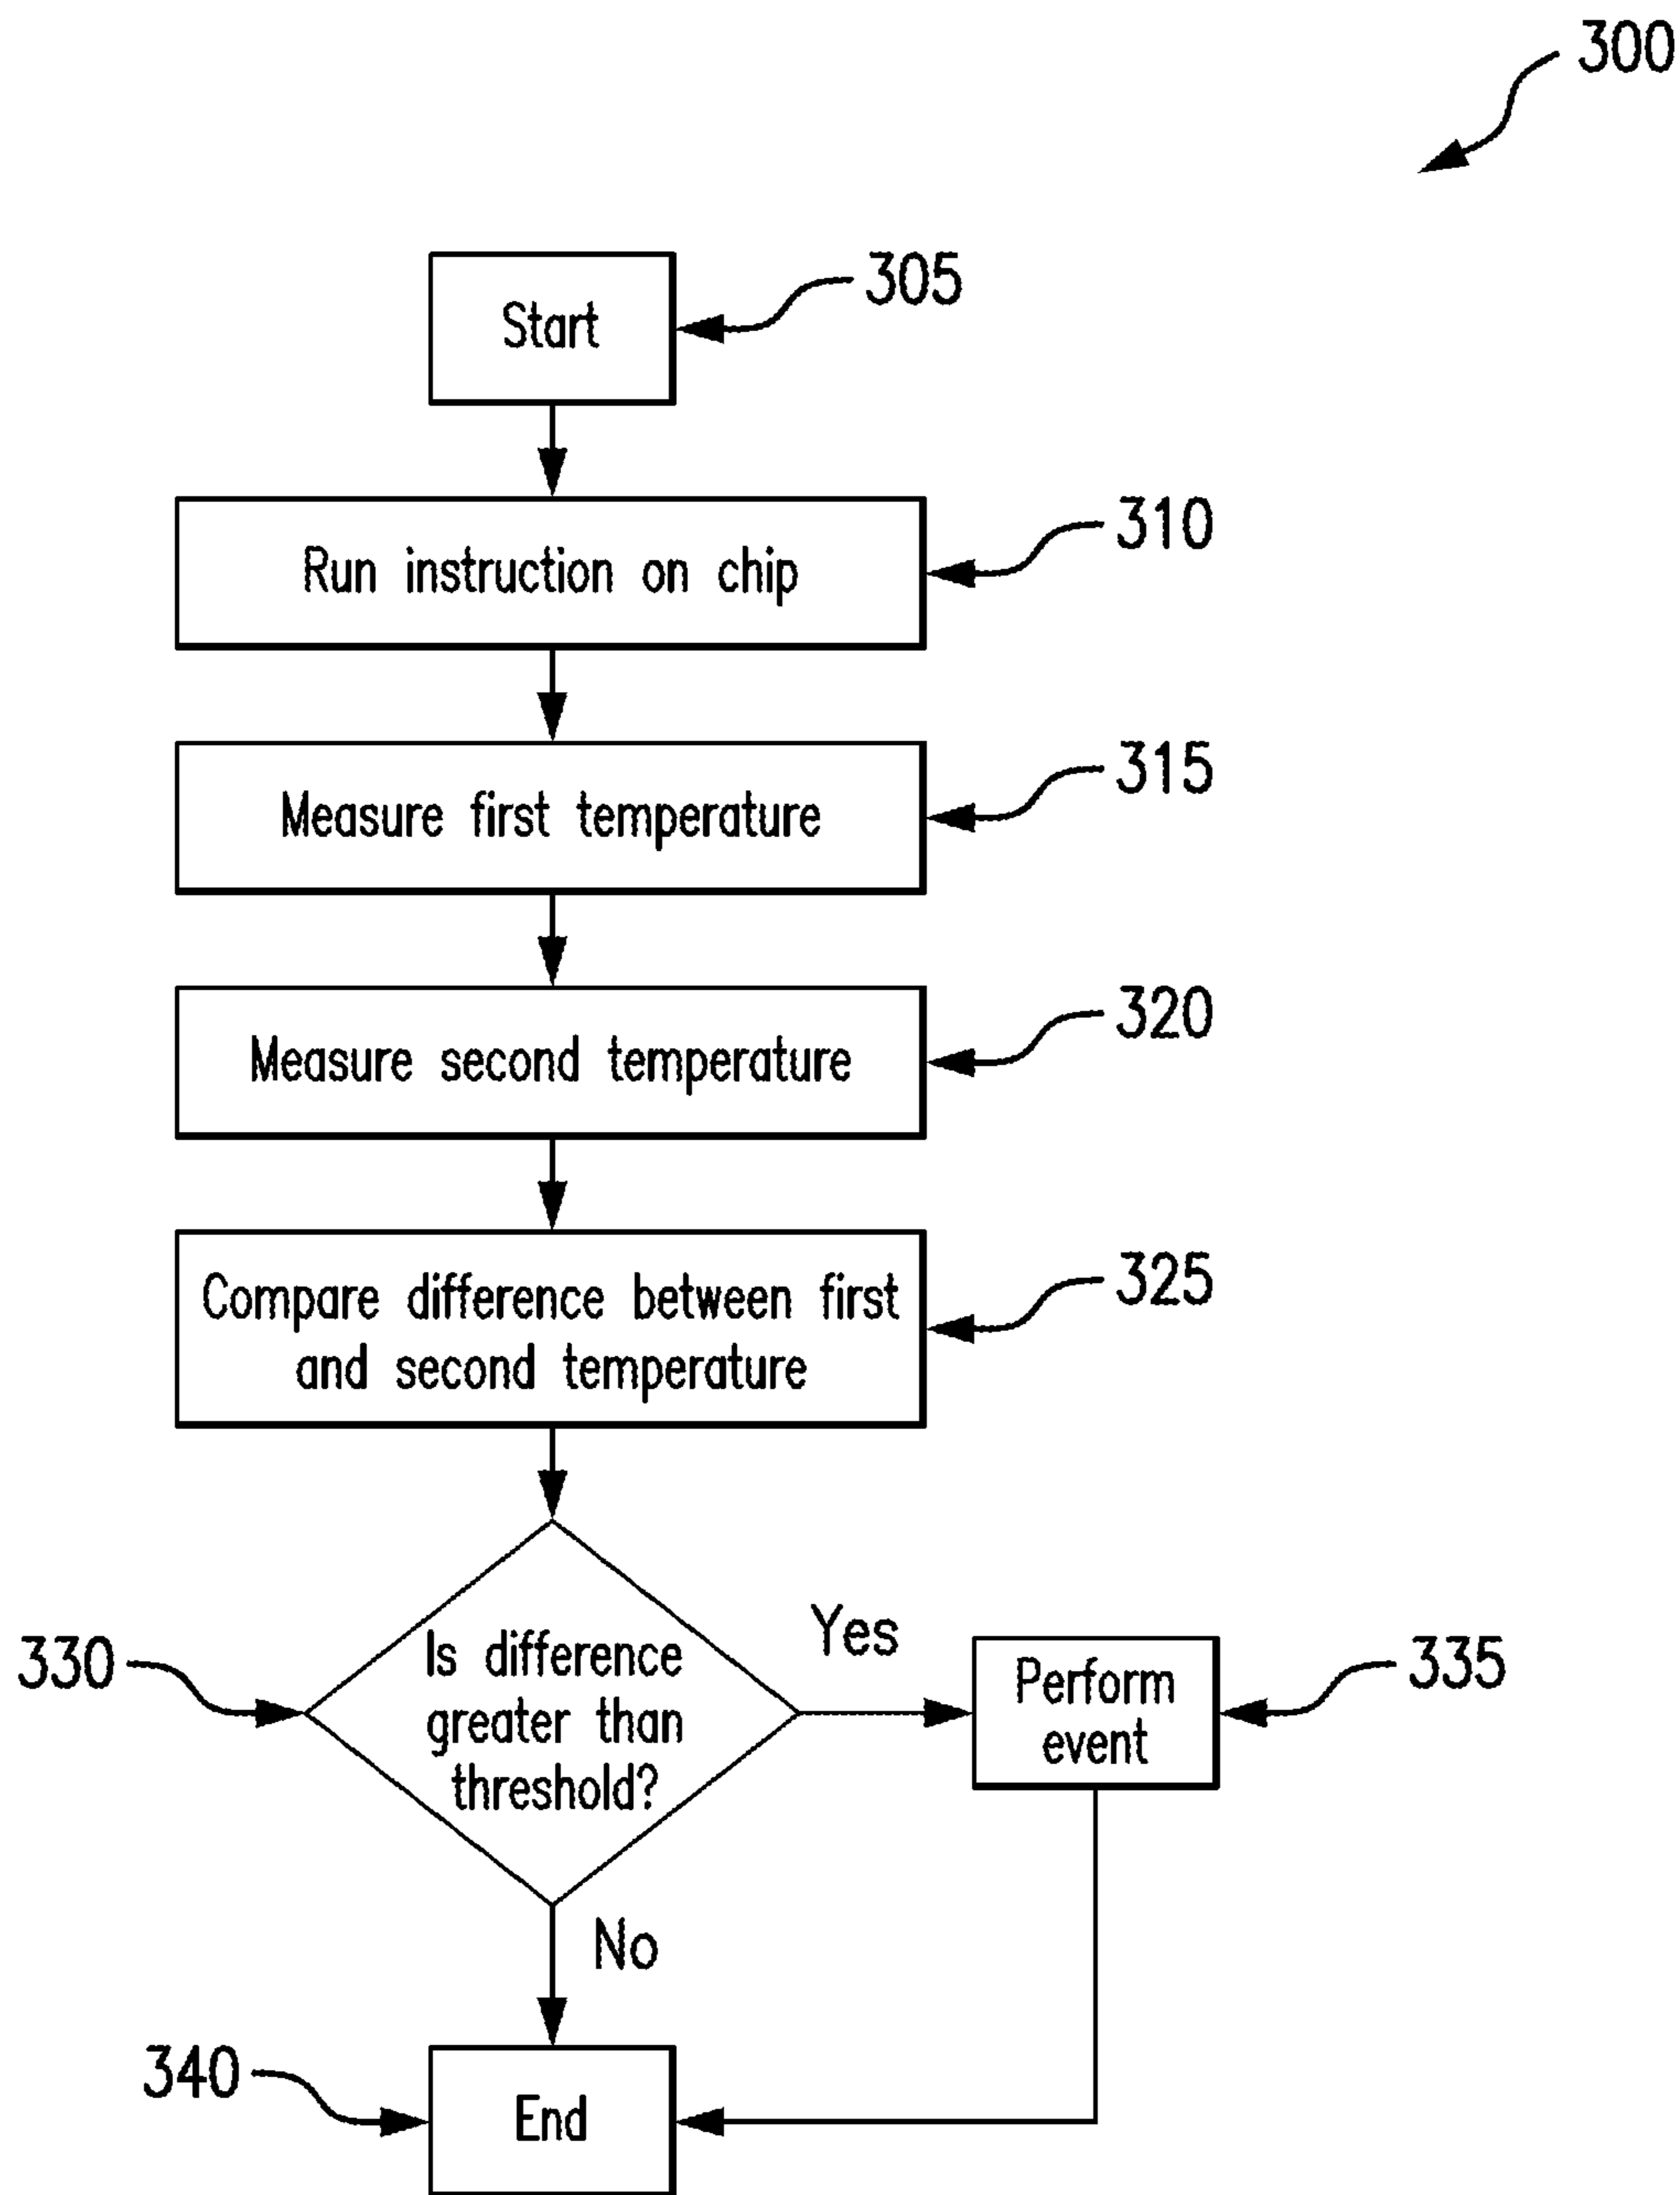 300
Start
305
Run instruction on chip
310
Measure first temperature
315
Measure second temperature
320
Compare difference between first
and second temperature
325
330
Is difference
greater than
threshold?
Yes
Perform
event
335
No
340
End